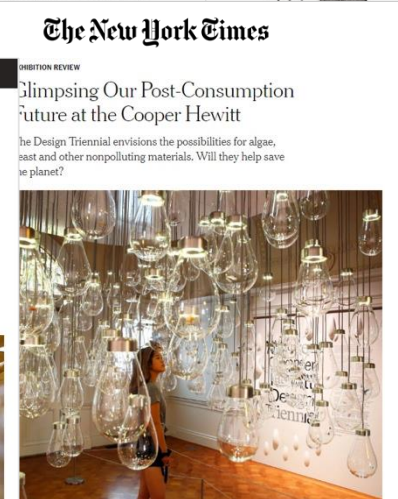 The New York Times
XHIBITION REVIEW
Glimpsing Our Post-Consumption
Future at the Cooper Hewitt
he Design Triennial envisions the possibilities for algae,
east and other nonpolluting materials. Will they help save
he planet?